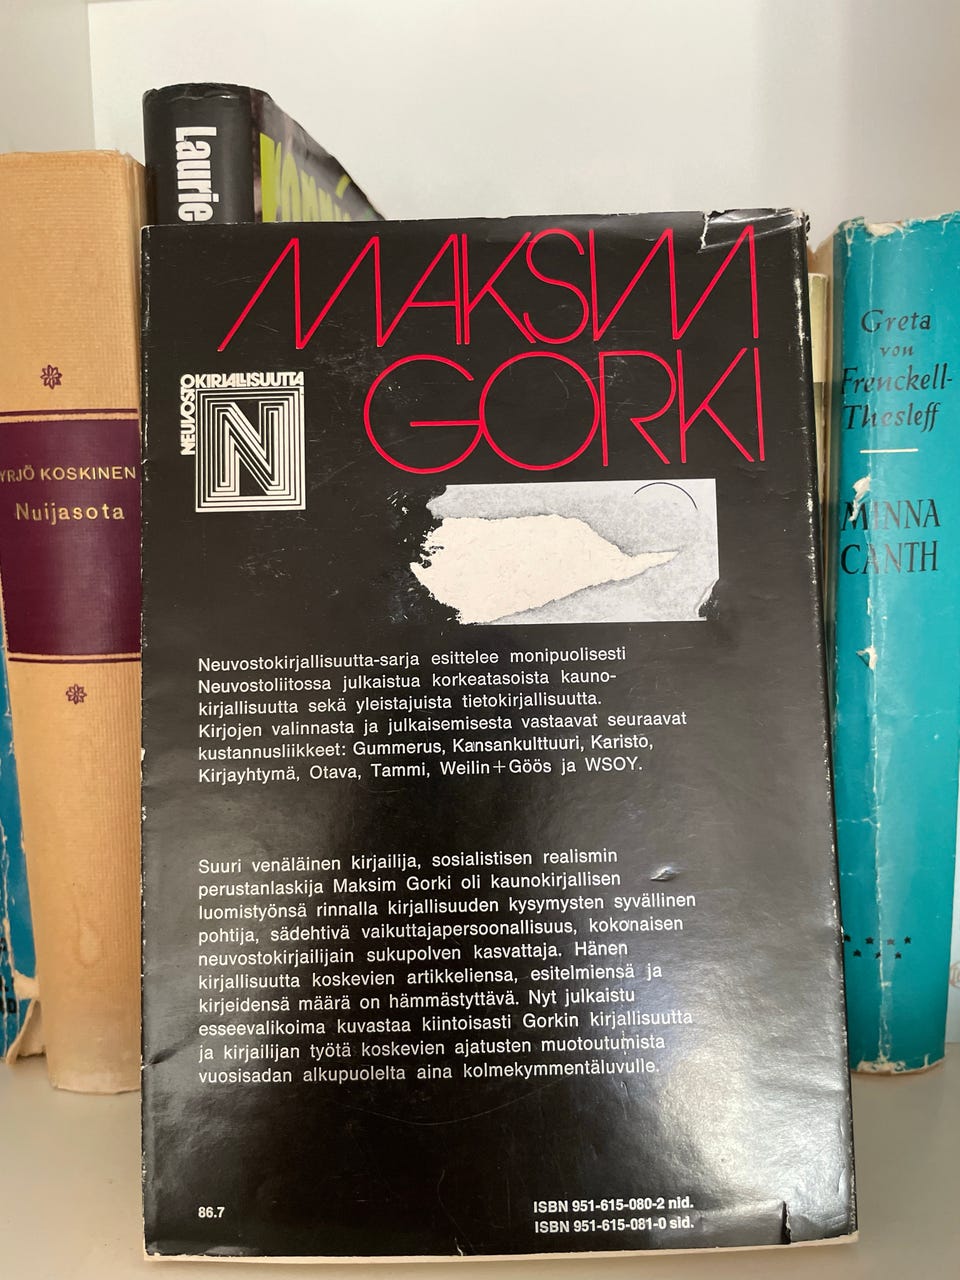 Laurie
YRJÖ KOSKINEN
Nuijasota
MAKSIM
GORKI
NEUVOSTOKIRJALLISUUTTA
N
Neuvostokirjallisuutta-sarja esittelee monipuolisesti
Neuvostoliitossa julkaistua korkeatasoista kauno-
kirjallisuutta sekä yleistajuista tietokirjallisuutta.
Kirjojen valinnasta ja julkaisemisesta vastaavat seuraavat
kustannusliikkeet: Gummerus, Kansankulttuuri, Karisto,
Kirjayhtymä, Otava, Tammi, Weilin+Göös ja WSOY.
Suuri venäläinen kirjailija, sosialistisen realismin
perustanlaskija Maksim Gorki oli kaunokirjallisen
luomistyönsä rinnalla kirjallisuuden kysymysten syvällinen
pohtija, sädehtivä vaikuttajapersoonallisuus, kokonaisen
neuvostokirjailijain sukupolven kasvattaja. Hänen
kirjallisuutta koskevien artikkeliensa, esitelmiensä ja
kirjeidensä määrä on hämmästyttävä. Nyt julkaistu
esseevalikoima kuvastaa kiintoisasti Gorkin kirjallisuutta
ja kirjailijan työtä koskevien ajatusten muotoutumista
vuosisadan alkupuolelta aina kolmekymmentäluvulle.
86.7
ISBN 951-615-080-2 nid.
ISBN 951-615-081-0 sid.
Greta
von
Frenckell-
Thesleff
MINNA
CANTH